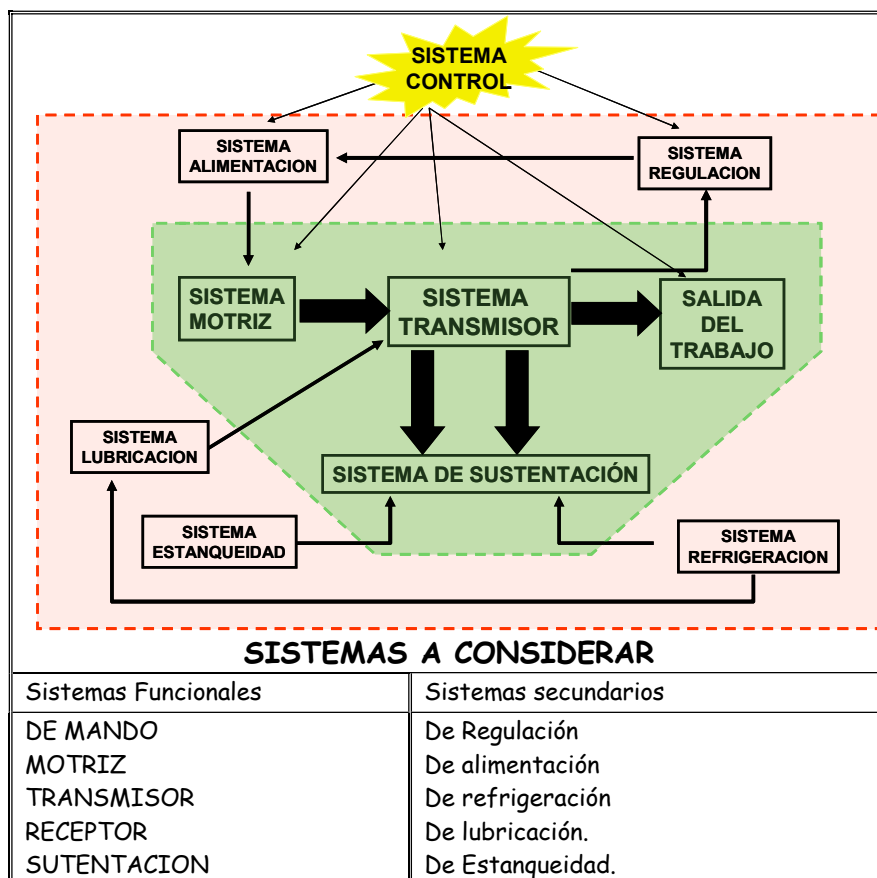 SISTEMA
CONTROL
SISTEMA
ALIMENTACION
SISTEMA
REGULACION
SISTEMA
MOTRIZ
SISTEMA
TRANSMISOR
SALIDA
DEL
TRABAJO
SISTEMA
LUBRICACION
SISTEMA DE SUSTENTACIÓN
SISTEMA
ESTANQUEIDAD
SISTEMA
REFRIGERACION
SISTEMAS A CONSIDERAR
Sistemas Funcionales
Sistemas secundarios
DE MANDO
De Regulación
MOTRIZ
De alimentación
TRANSMISOR
De refrigeración
RECEPTOR
De lubricación.
SUTENTACION
De Estanqueidad.